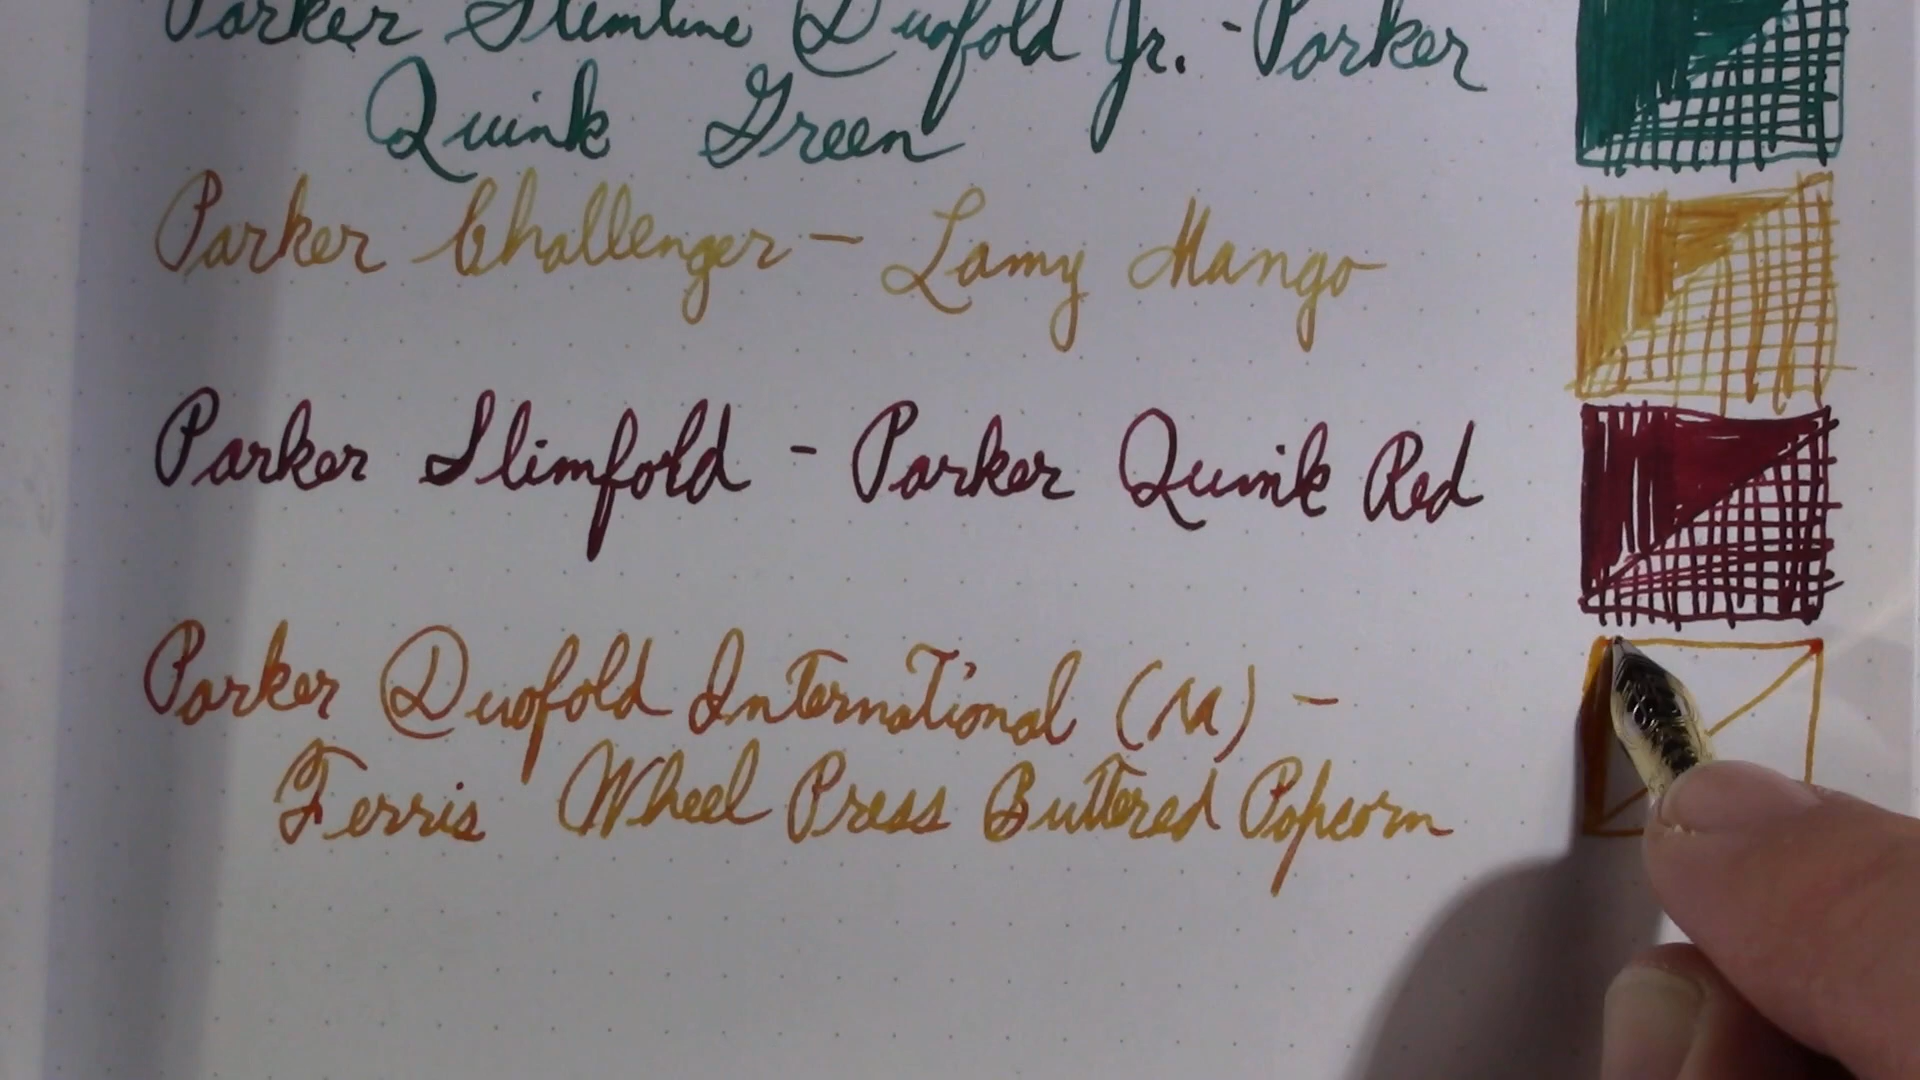 Parker Slimline Duofold Jr. - Parker
Quink Green
Parker Challenger - Lamy Mango
Parker Slimfold - Parker Quink Red
Parker Duofold International (M) -
Ferris Wheel Press Buttered Popcorn